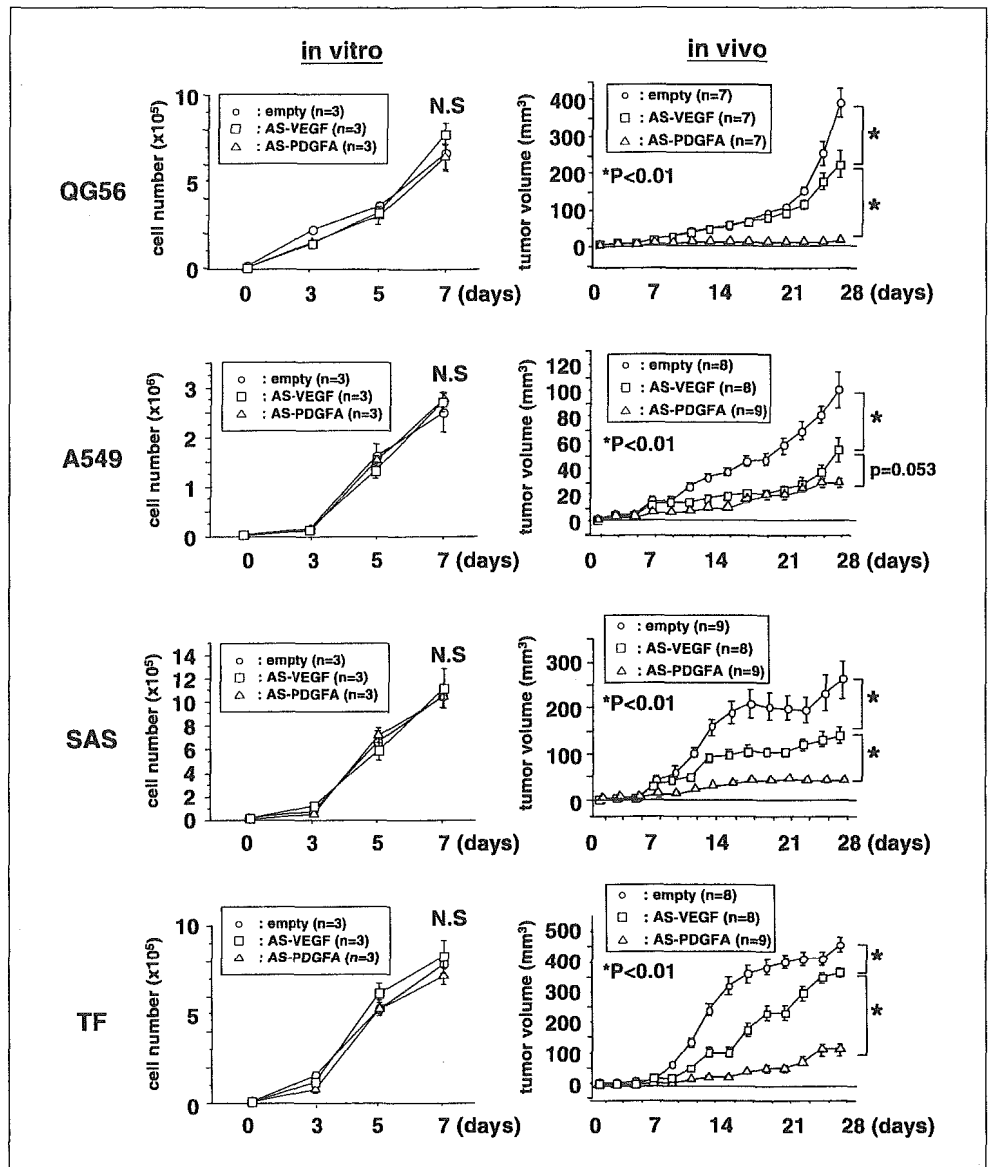 in vitro
in vivo
QG56
cell number (x10⁵)
10
5
0
○ : empty (n=3)
□ : AS-VEGF (n=3)
△ : AS-PDGFA (n=3)
N.S
0 3 5 7 (days)
tumor volume (mm³)
400
300
200
100
0
○ : empty (n=7)
□ : AS-VEGF (n=7)
△ : AS-PDGFA (n=7)
*P<0.01
*
*
0 7 14 21 28 (days)
A549
cell number (x10⁶)
3
2
1
0
○ : empty (n=3)
□ : AS-VEGF (n=3)
△ : AS-PDGFA (n=3)
N.S
0 3 5 7 (days)
tumor volume (mm³)
120
100
80
60
40
20
0
○ : empty (n=8)
□ : AS-VEGF (n=8)
△ : AS-PDGFA (n=9)
*P<0.01
*
p=0.053
0 7 14 21 28 (days)
SAS
cell number (x10⁵)
14
12
10
8
6
4
2
0
○ : empty (n=3)
□ : AS-VEGF (n=3)
△ : AS-PDGFA (n=3)
N.S
0 3 5 7 (days)
tumor volume (mm³)
300
200
100
0
○ : empty (n=9)
□ : AS-VEGF (n=8)
△ : AS-PDGFA (n=9)
*P<0.01
*
*
0 7 14 21 28 (days)
TF
cell number (x10⁵)
10
5
0
○ : empty (n=3)
□ : AS-VEGF (n=3)
△ : AS-PDGFA (n=3)
N.S
0 3 5 7 (days)
tumor volume (mm³)
500
400
300
200
100
0
○ : empty (n=8)
□ : AS-VEGF (n=8)
△ : AS-PDGFA (n=9)
*P<0.01
*
*
0 7 14 21 28 (days)